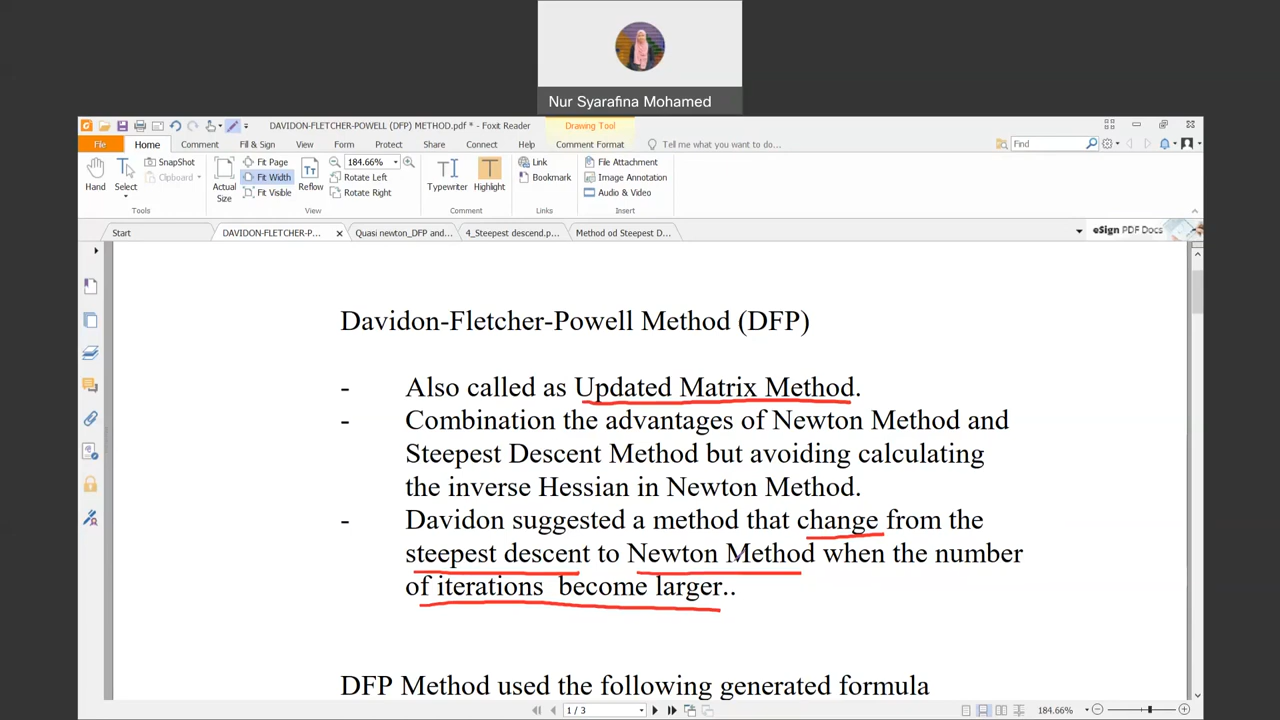 Nur Syarafina Mohamed
DAVIDON-FLETCHER-POWELL (DFP) METHOD.pdf * - Foxit Reader
Drawing Tool
File
Home
Comment
View
Form
Protect
Share
Connect
Help
Fill & Sign
Comment Format
Tell me what you want to do...
Find
Hand
Select
SnapShot
Clipboard
Tools
Actual
Size
Fit Page
Fit Width
Fit Visible
Reflow
184.66%
Rotate Left
Rotate Right
View
Typewriter
Highlight
Comment
Link
Bookmark
Links
File Attachment
Image Annotation
Audio & Video
Insert
Start
DAVIDON-FLETCHER-P...
Quasi newton_DFP and...
4_Steepest descend.p...
Method od Steepest D...
eSign PDF Docs
Davidon-Fletcher-Powell Method (DFP)
- Also called as Updated Matrix Method.
- Combination the advantages of Newton Method and
Steepest Descent Method but avoiding calculating
the inverse Hessian in Newton Method.
- Davidon suggested a method that change from the
steepest descent to Newton Method when the number
of iterations become larger..
DFP Method used the following generated formula
1 / 3
184.66%